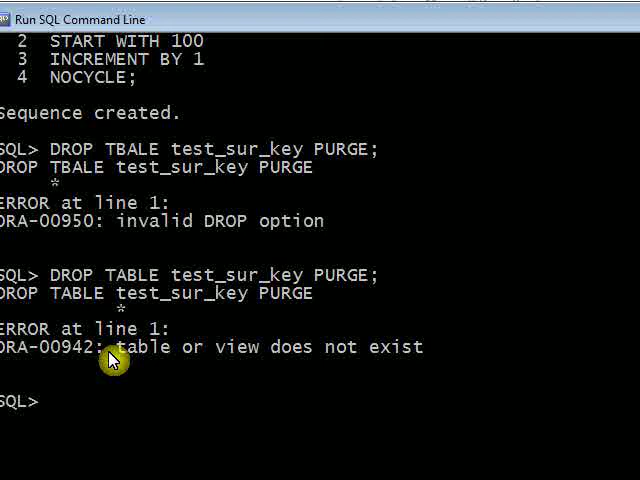 Run SQL Command Line
2 START WITH 100
3 INCREMENT BY 1
4 NOCYCLE;
Sequence created.
SQL> DROP TBALE test_sur_key PURGE;
DROP TBALE test_sur_key PURGE
*
ERROR at line 1:
ORA-00950: invalid DROP option
SQL> DROP TABLE test_sur_key PURGE;
DROP TABLE test_sur_key PURGE
*
ERROR at line 1:
ORA-00942: table or view does not exist
SQL>